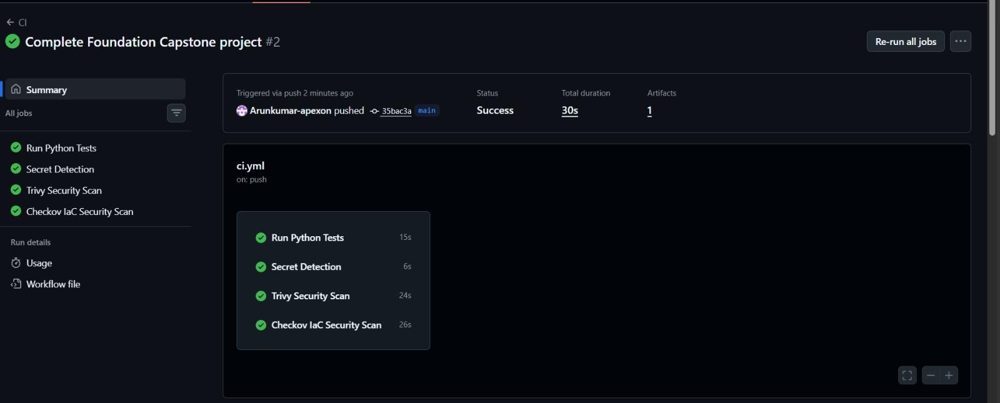 CI
Complete Foundation Capstone project #2
Re-run all jobs
Summary
All jobs
Run Python Tests
Secret Detection
Trivy Security Scan
Checkov IaC Security Scan
Run details
Usage
Workflow file
Triggered via push 2 minutes ago
Arunkumar-apexon pushed 35bac3a main
Status
Success
Total duration
30s
Artifacts
1
ci.yml
on: push
Run Python Tests 15s
Secret Detection 6s
Trivy Security Scan 24s
Checkov IaC Security Scan 26s